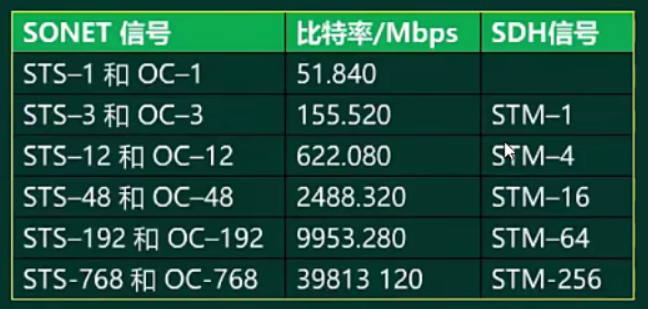 SONET 信号 比特率/Mbps SDH信号
STS–1 和 OC–1 51.840
STS–3 和 OC–3 155.520 STM–1
STS–12 和 OC–12 622.080 STM–4
STS–48 和 OC–48 2488.320 STM–16
STS–192 和 OC–192 9953.280 STM–64
STS-768 和 OC-768 39813 120 STM-256